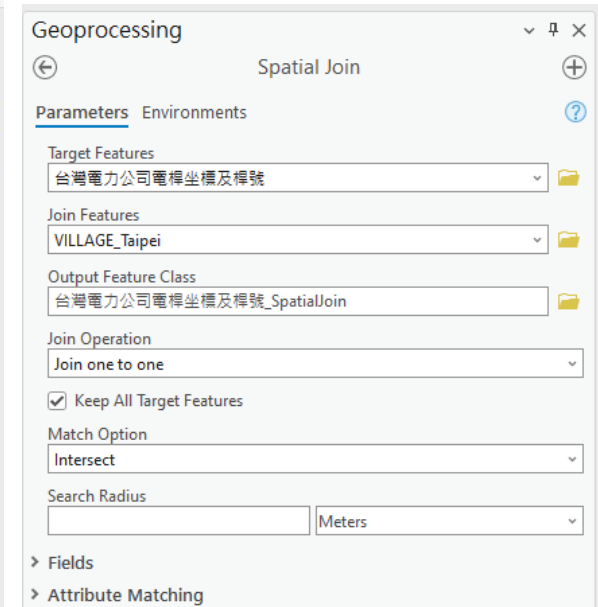 Geoprocessing
Spatial Join
Parameters Environments
Target Features
台灣電力公司電桿坐標及桿號
Join Features
VILLAGE_Taipei
Output Feature Class
台灣電力公司電桿坐標及桿號_SpatialJoin
Join Operation
Join one to one
Keep All Target Features
Match Option
Intersect
Search Radius
Meters
Fields
Attribute Matching